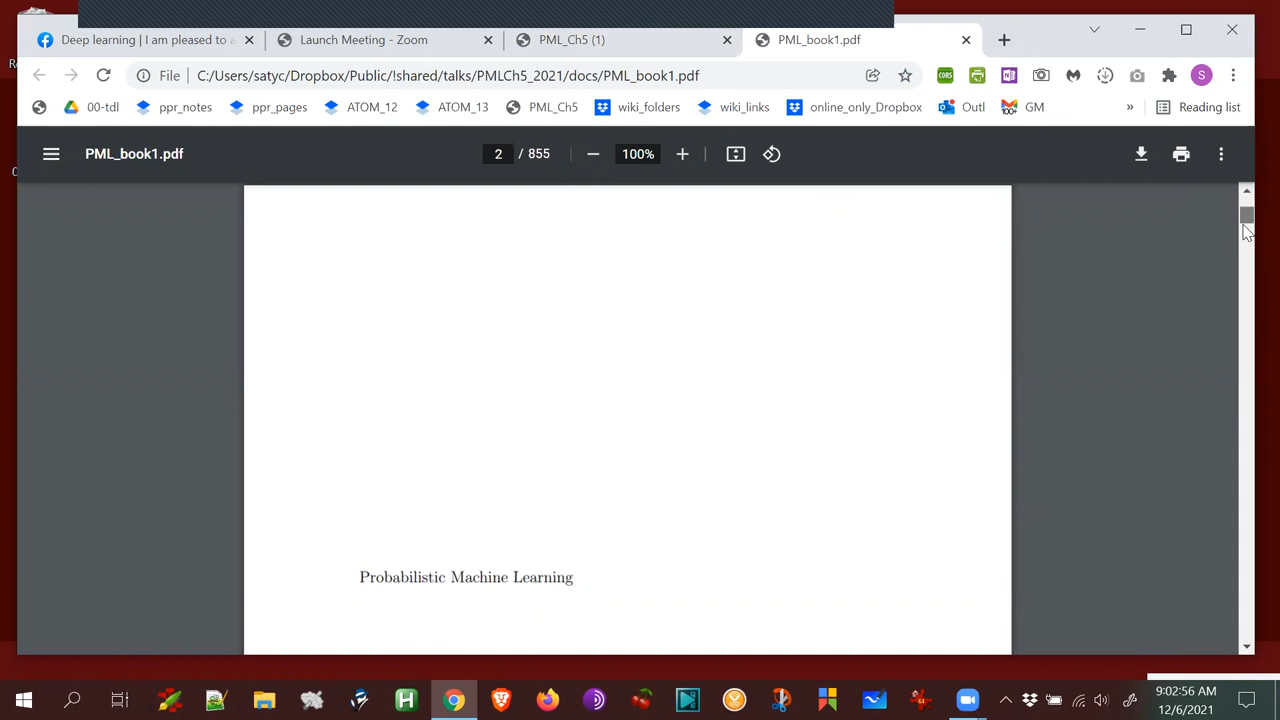 Deep learning | I am pleased to a
Launch Meeting - Zoom
PML_Ch5 (1)
PML_book1.pdf
File
C:/Users/satyc/Dropbox/Public/!shared/talks/PMLCh5_2021/docs/PML_book1.pdf
CORS
N
S
00-tdl
ppr_notes
ppr_pages
ATOM_12
ATOM_13
PML_Ch5
wiki_folders
wiki_links
online_only_Dropbox
Outl
100+
GM
»
Reading list
PML_book1.pdf
2 / 855
100%
Probabilistic Machine Learning
H
9:02:56 AM
12/6/2021